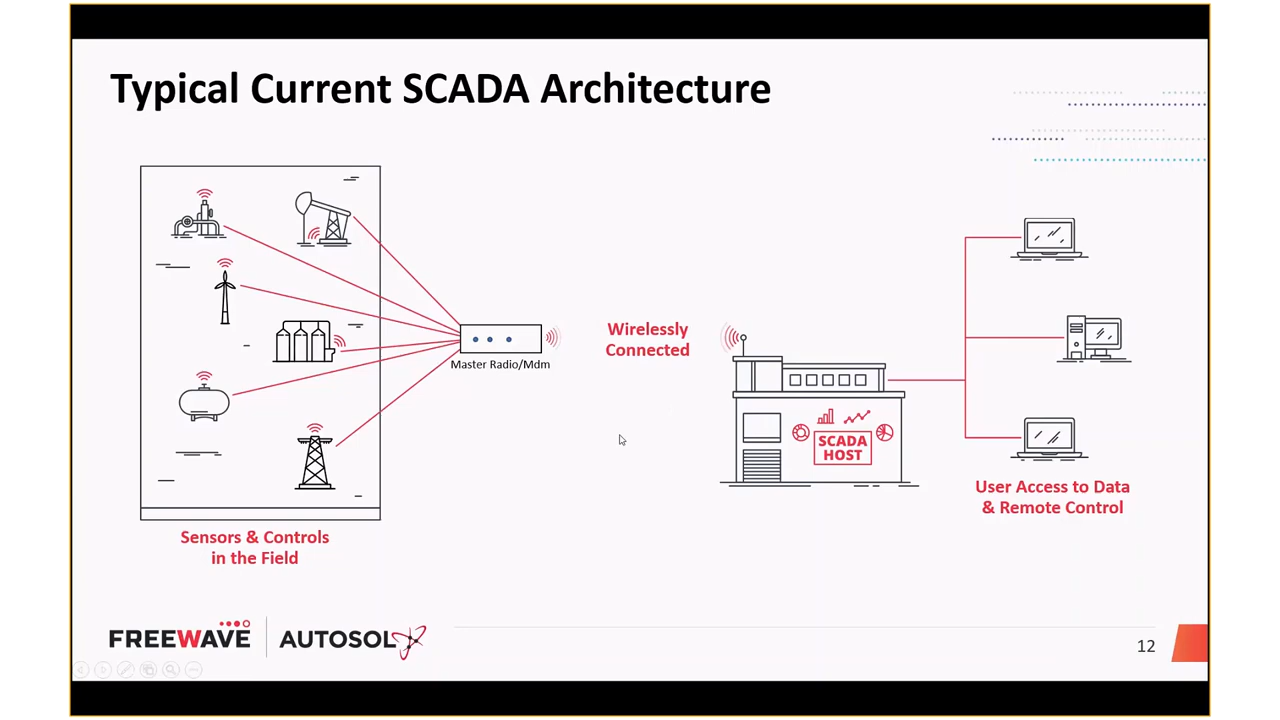 Typical Current SCADA Architecture
Master Radio/Mdm
Wirelessly
Connected
SCADA
HOST
User Access to Data
& Remote Control
Sensors & Controls
in the Field
FREEWAVE
AUTOSOL
12